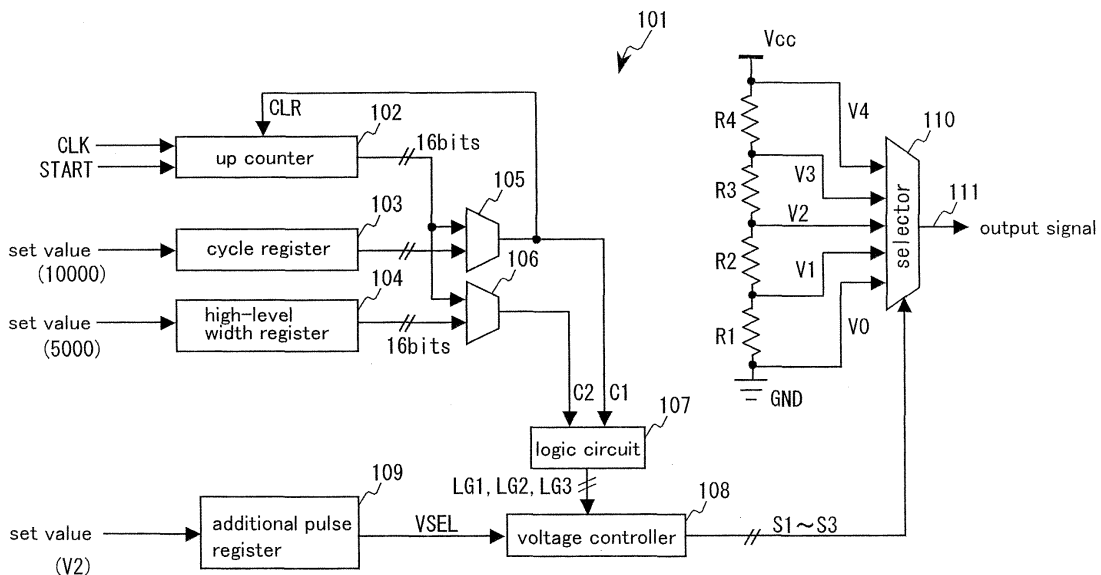 101
Vcc
CLR
102
CLK
START
up counter
16bits
R4
V4
110
105
R3
V3
103
V2
111
set value
(10000)
cycle register
selector
output signal
106
R2
V1
104
set value
(5000)
high-level
width register
16bits
R1
V0
GND
C2
C1
107
logic circuit
109
LG1, LG2, LG3
108
set value
(V2)
additional pulse
register
VSEL
voltage controller
S1～S3